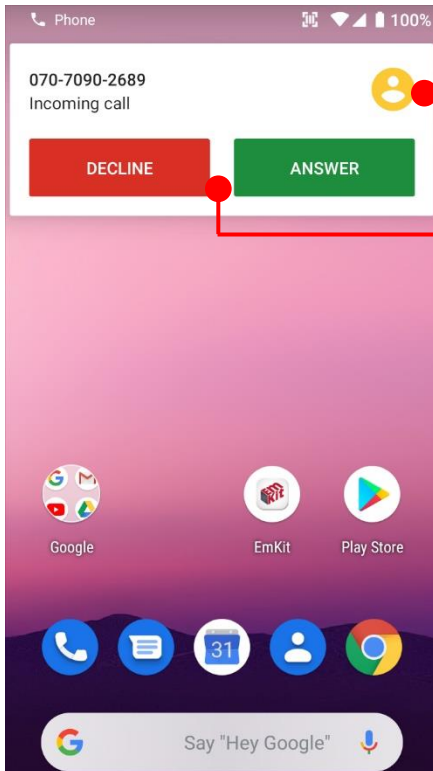 Phone
100%
070-7090-2689
Incoming call
DECLINE
ANSWER
Google
EmKit
Play Store
31
Say "Hey Google"